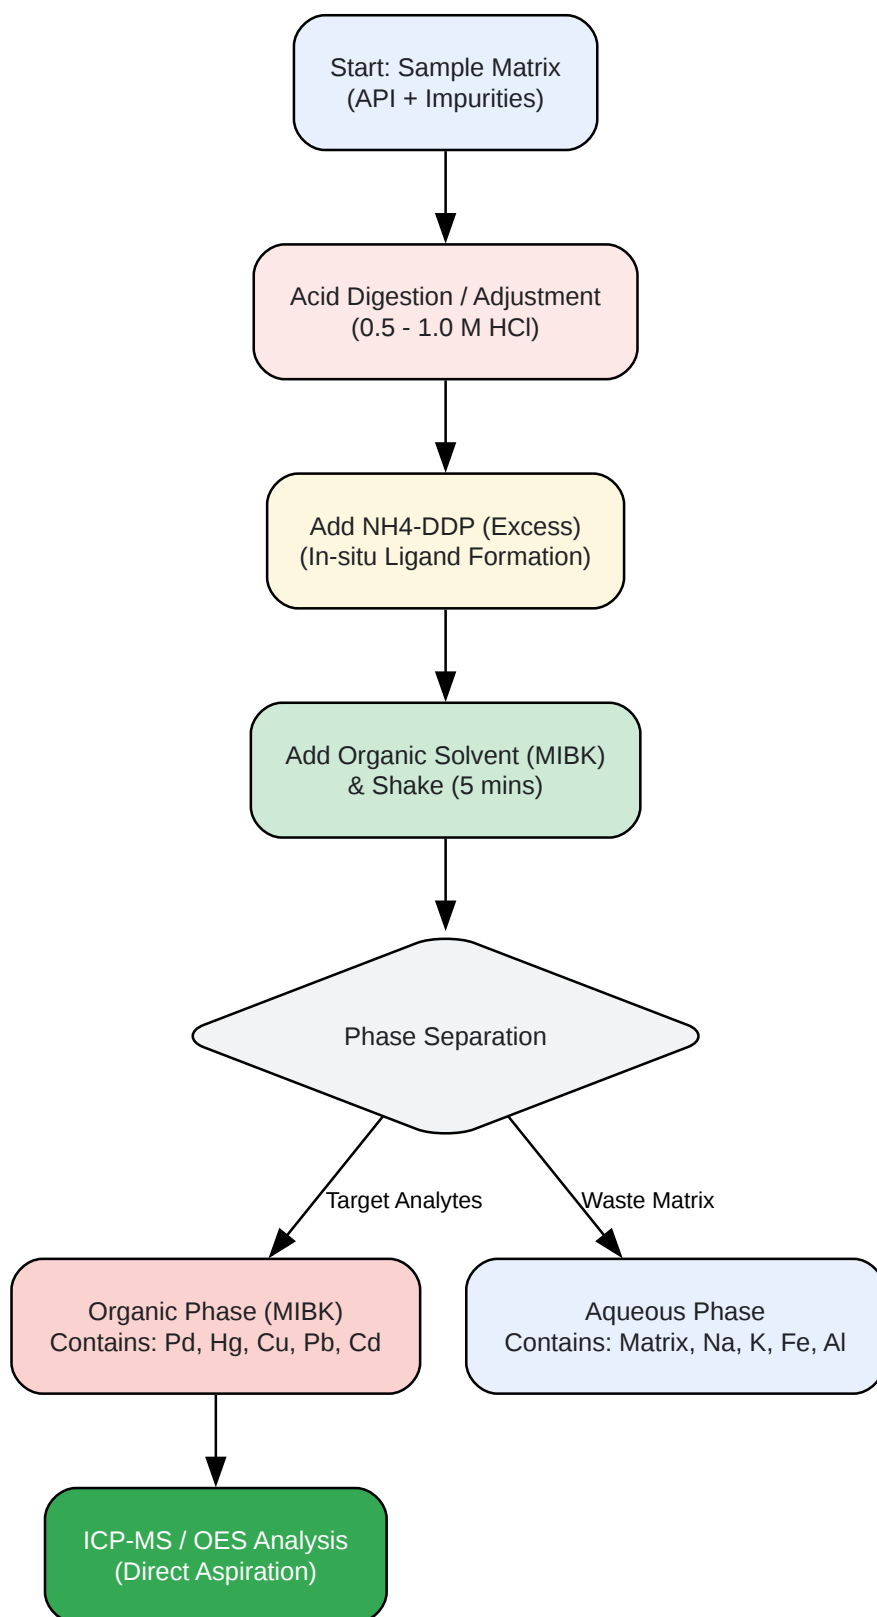 Start: Sample Matrix
(API + Impurities)
Acid Digestion / Adjustment
(0.5 - 1.0 M HCl)
Add NH4-DDP (Excess)
(In-situ Ligand Formation)
Add Organic Solvent (MIBK)
& Shake (5 mins)
Phase Separation
Target Analytes
Waste Matrix
Organic Phase (MIBK)
Contains: Pd, Hg, Cu, Pb, Cd
Aqueous Phase
Contains: Matrix, Na, K, Fe, Al
ICP-MS / OES Analysis
(Direct Aspiration)